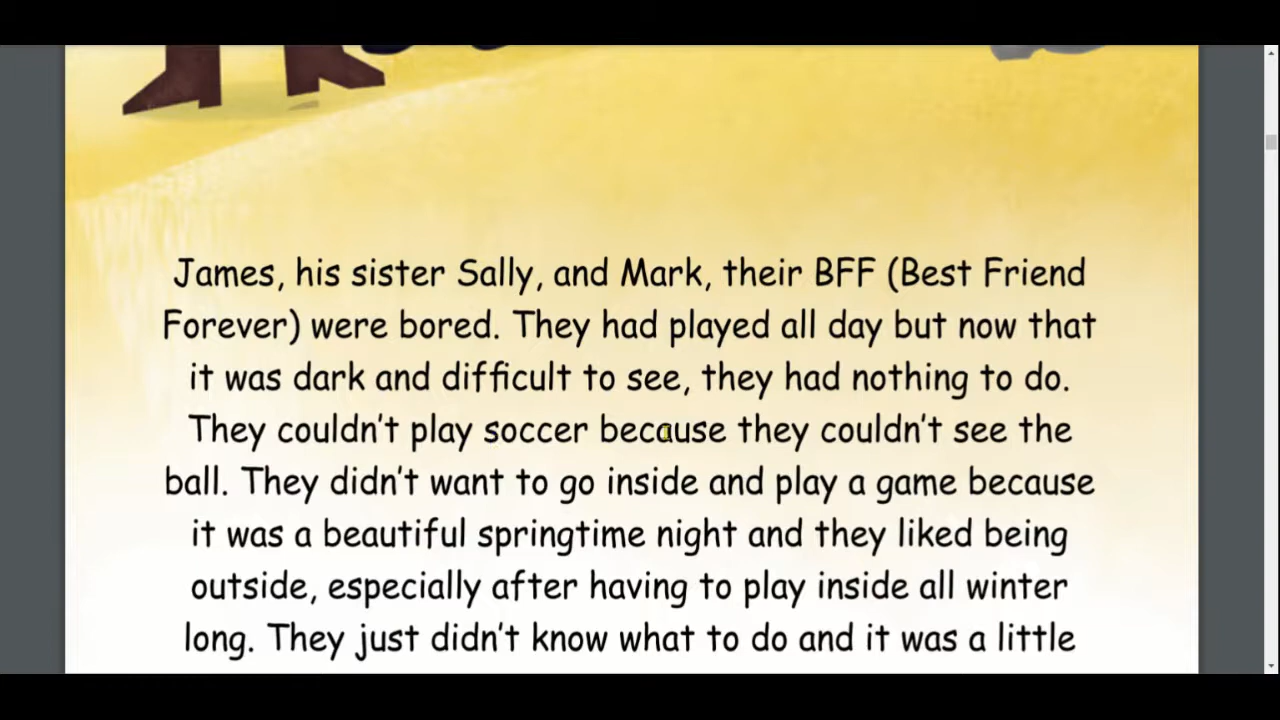 James, his sister Sally, and Mark, their BFF (Best Friend
Forever) were bored. They had played all day but now that
it was dark and difficult to see, they had nothing to do.
They couldn't play soccer because they couldn't see the
ball. They didn't want to go inside and play a game because
it was a beautiful springtime night and they liked being
outside, especially after having to play inside all winter
long. They just didn't know what to do and it was a little